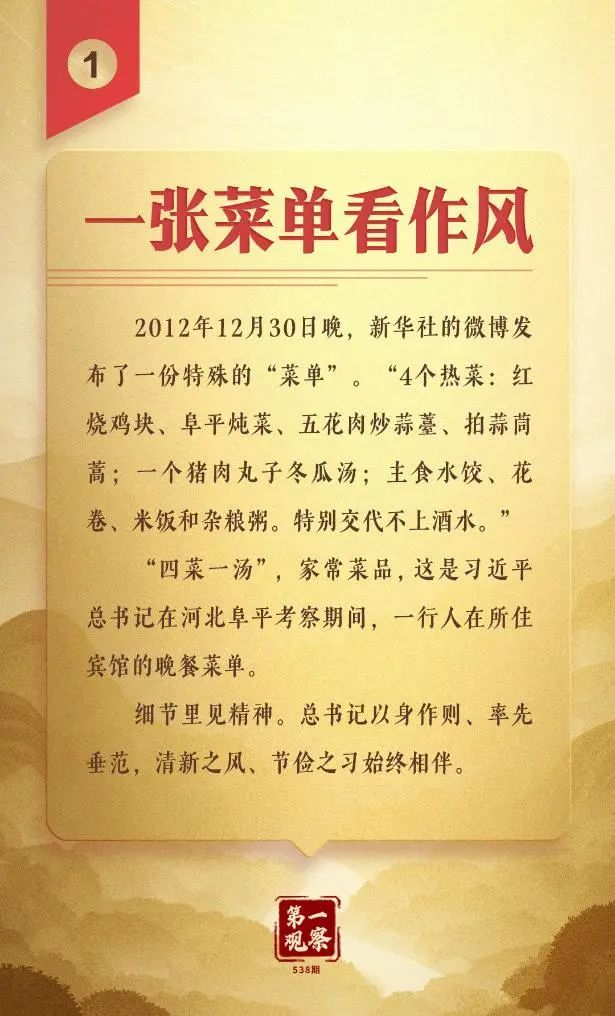 1
一张菜单看作风
2012年12月30日晚，新华社的微博发
布了一份特殊的“菜单”。“4个热菜：红
烧鸡块、阜平炖菜、五花肉炒蒜薹、拍蒜茼
蒿；一个猪肉丸子冬瓜汤；主食水饺、花
卷、米饭和杂粮粥。特别交代不上酒水。”
“四菜一汤”，家常菜品，这是习近平
总书记在河北阜平考察期间，一行人在所住
宾馆的晚餐菜单。
细节里见精神。总书记以身作则、率先
垂范，清新之风、节俭之习始终相伴。
第一
观察
538期